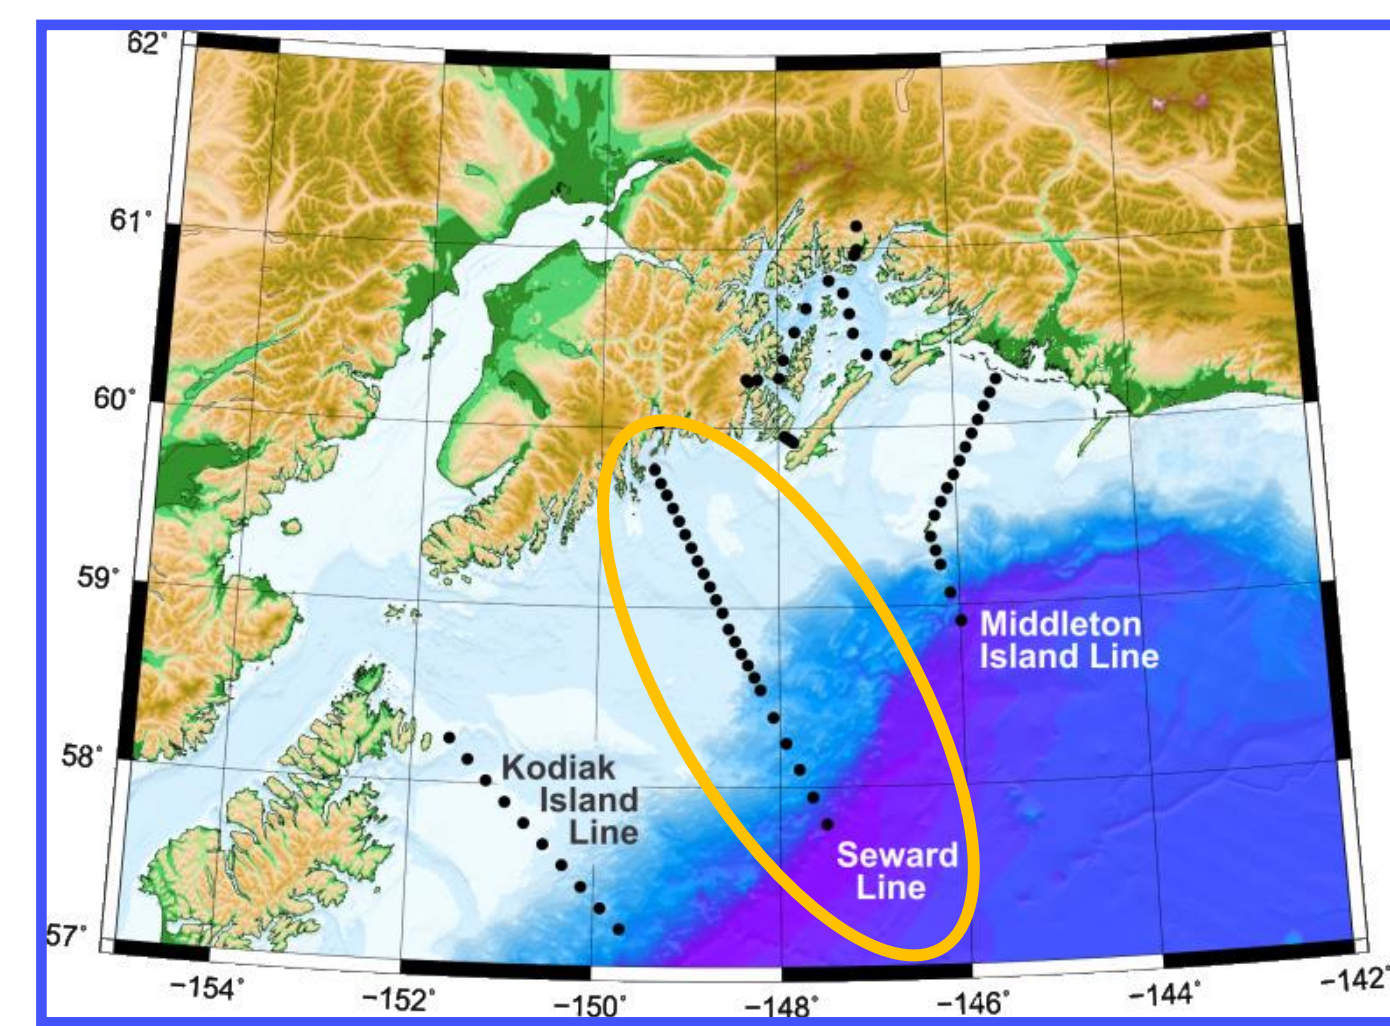 62°
61°
60°
59°
58°
57°
Middleton
Island Line
Kodiak
Island
Line
Seward
Line
−154°
−152°
−150°
−148°
−146°
−144°
−142°